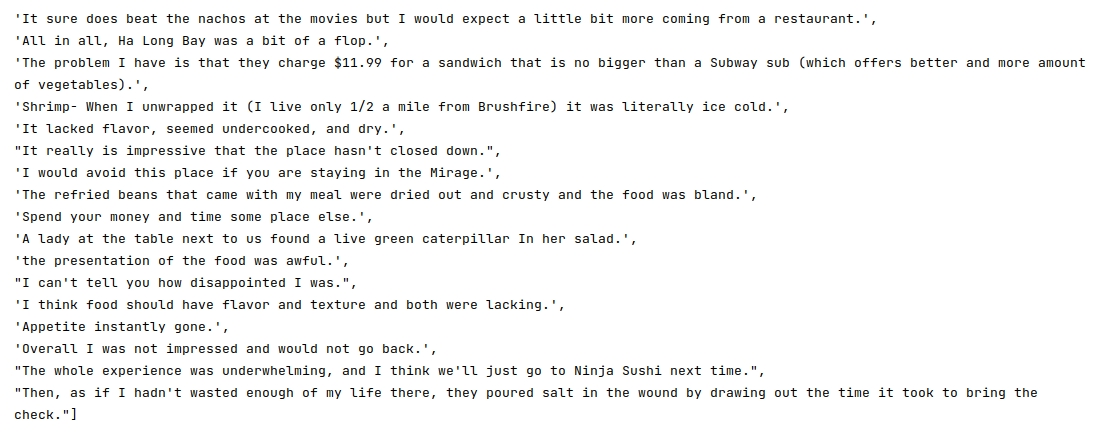 'It sure does beat the nachos at the movies but I would expect a little bit more coming from a restaurant.',
'All in all, Ha Long Bay was a bit of a flop.',
'The problem I have is that they charge $11.99 for a sandwich that is no bigger than a Subway sub (which offers better and more amount
of vegetables).',
'Shrimp- When I unwrapped it (I live only 1/2 a mile from Brushfire) it was literally ice cold.',
'It lacked flavor, seemed undercooked, and dry.',
"It really is impressive that the place hasn't closed down.",
'I would avoid this place if you are staying in the Mirage.',
'The refried beans that came with my meal were dried out and crusty and the food was bland.',
'Spend your money and time some place else.',
'A lady at the table next to us found a live green caterpillar In her salad.',
'the presentation of the food was awful.',
"I can't tell you how disappointed I was.",
'I think food should have flavor and texture and both were lacking.',
'Appetite instantly gone.',
'Overall I was not impressed and would not go back.',
"The whole experience was underwhelming, and I think we'll just go to Ninja Sushi next time.",
"Then, as if I hadn't wasted enough of my life there, they poured salt in the wound by drawing out the time it took to bring the
check."]